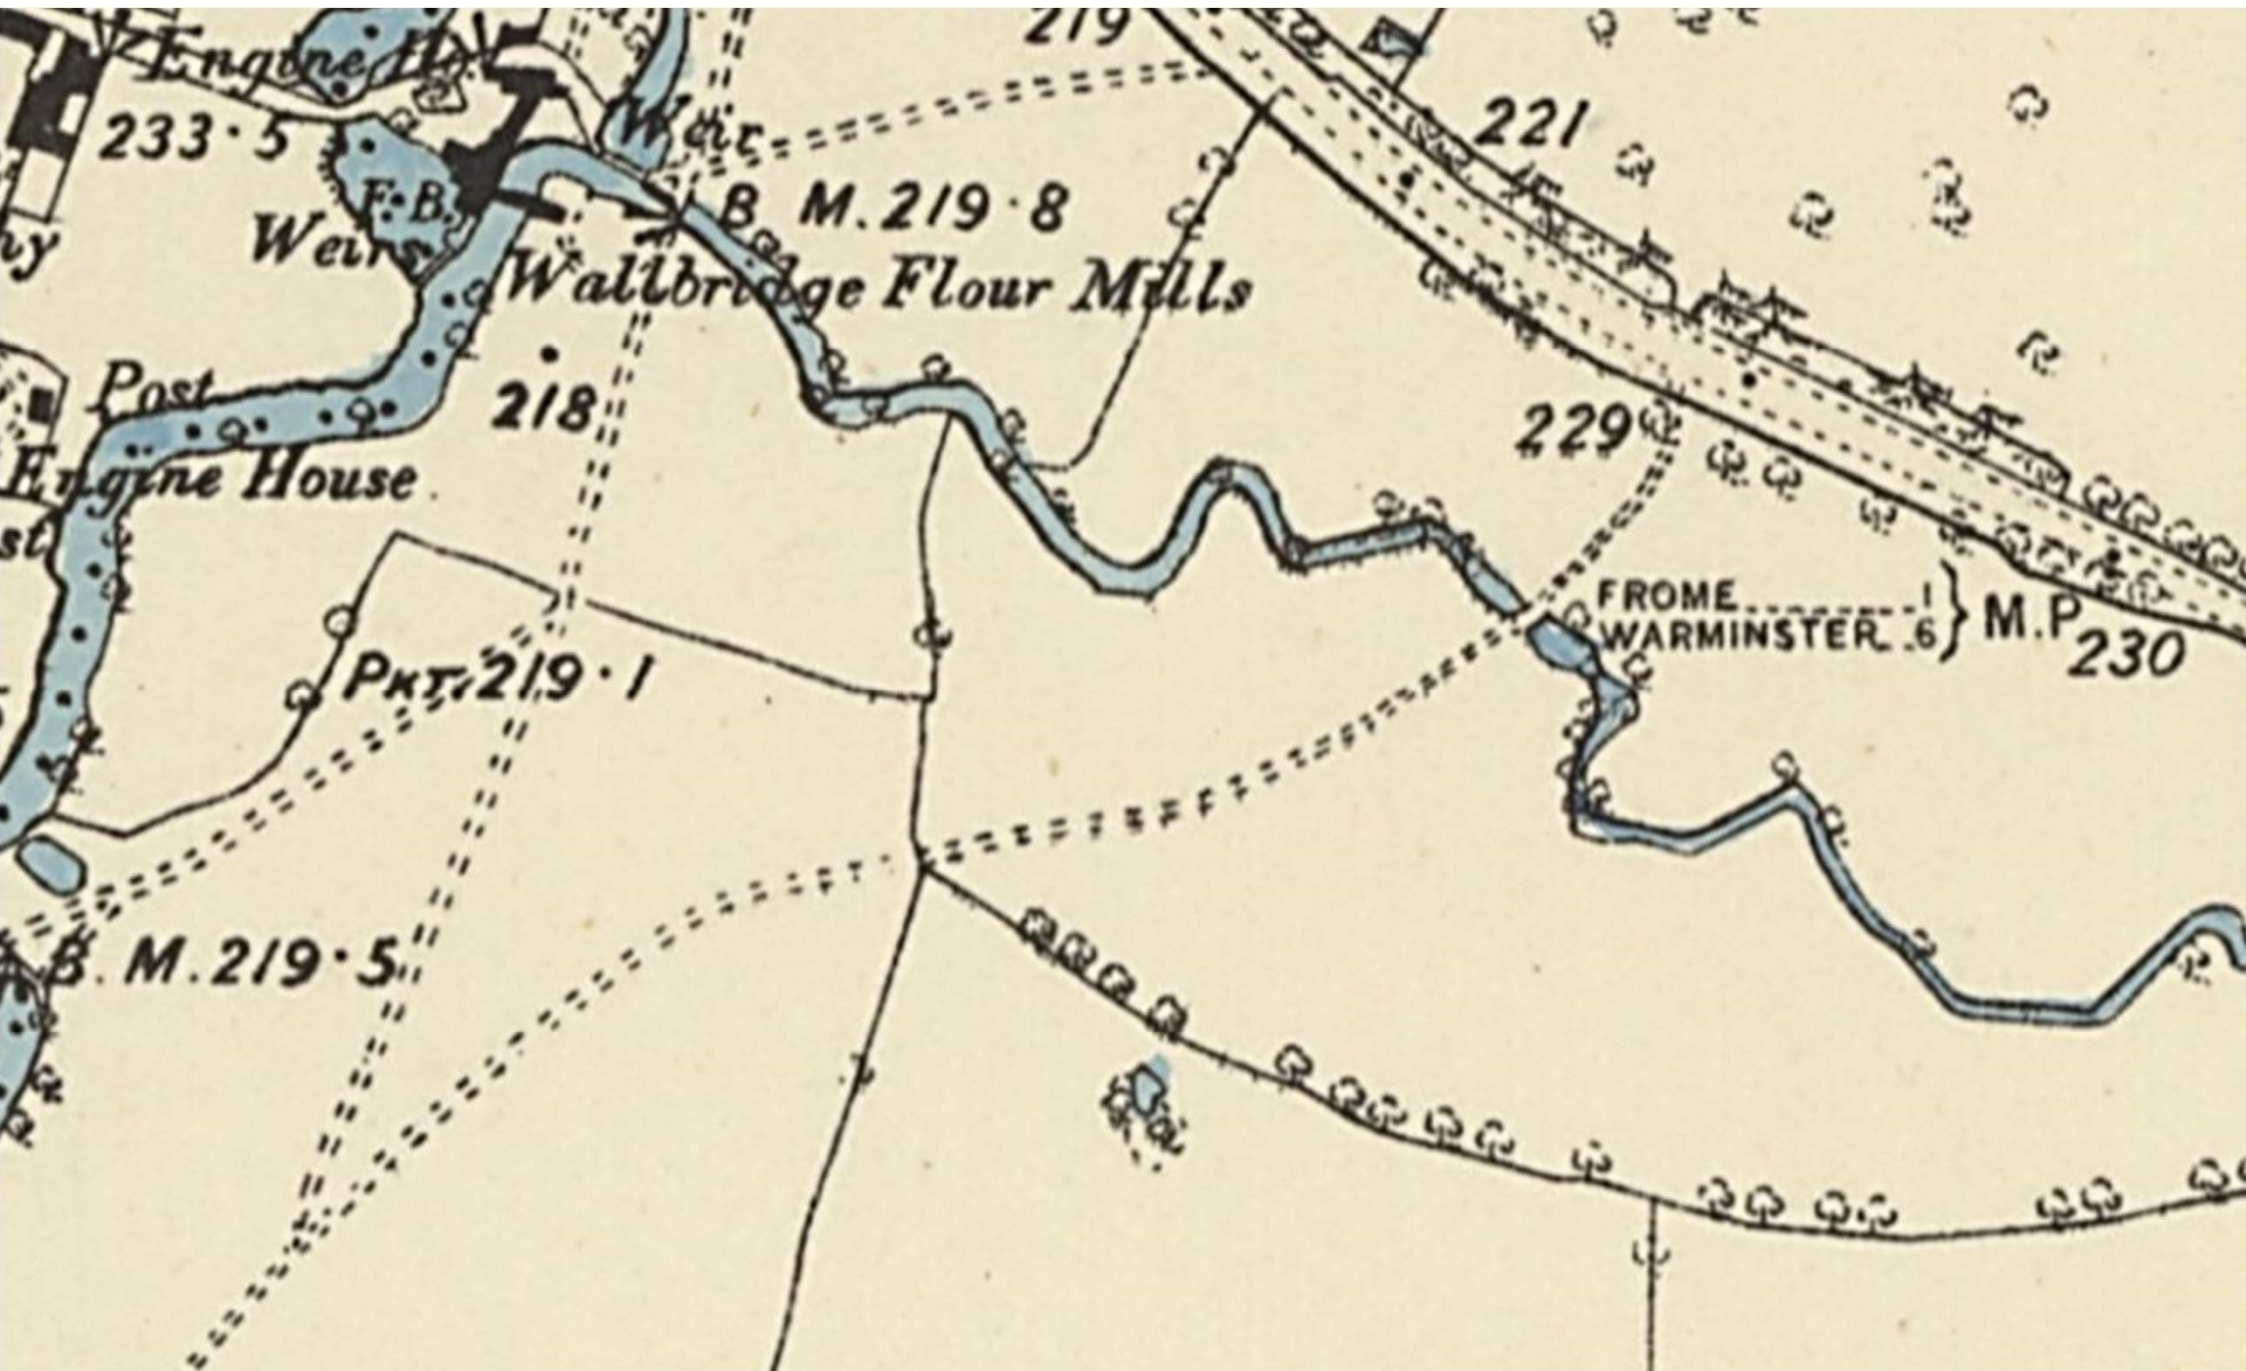 219
Engine H
221
233·5
Weir
F.B.
B. M. 219·8
Weirs
Wallbridge Flour Mills
Post
218
229
Engine House
FROME 1
WARMINSTER 6
M.P
230
PKT. 219·1
B. M. 219·5